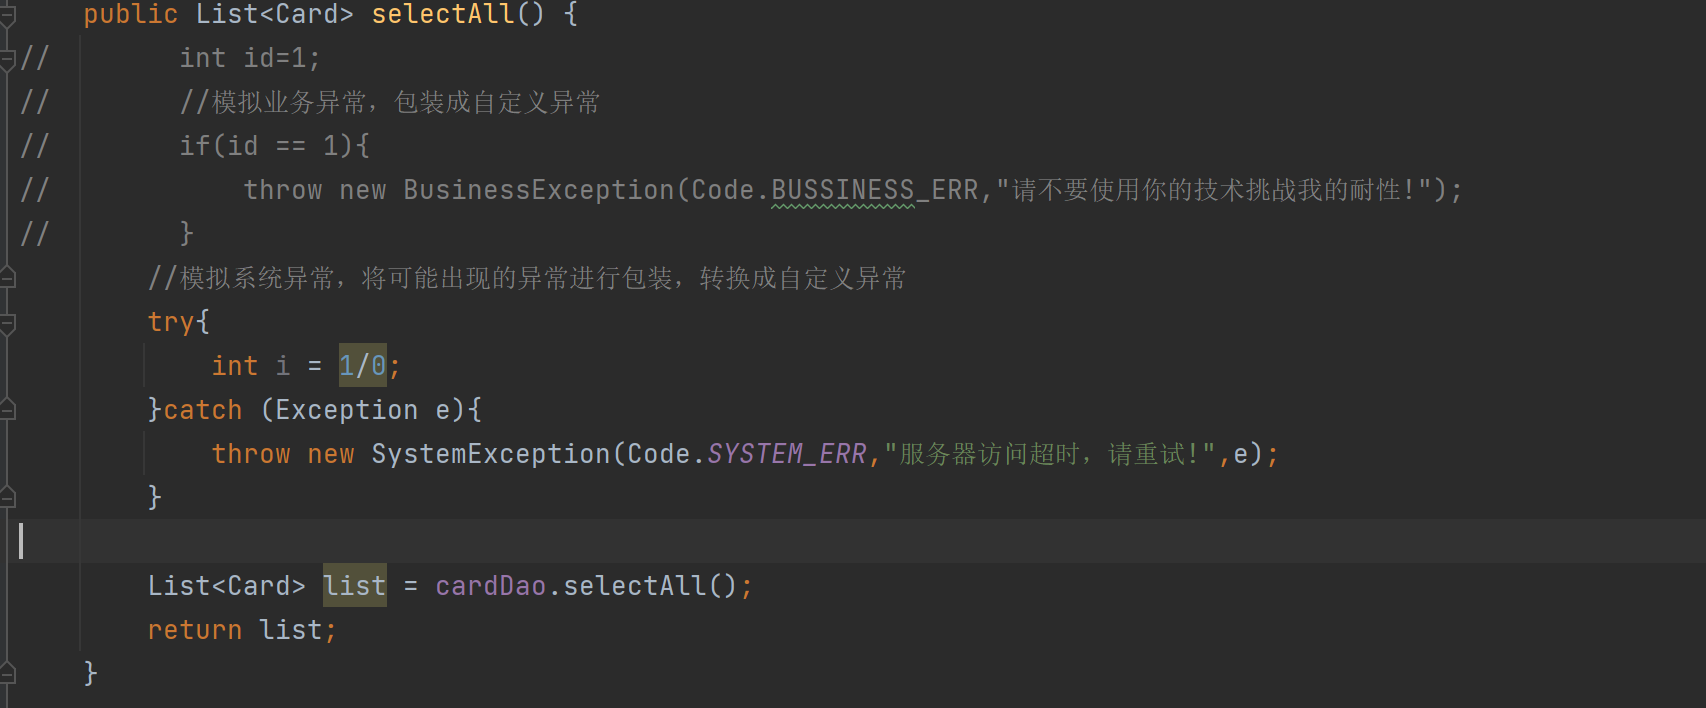 public List<Card> selectAll() {
//        int id=1;
//        //模拟业务异常，包装成自定义异常
//        if(id == 1){
//            throw new BusinessException(Code.BUSSINESS_ERR,"请不要使用你的技术挑战我的耐性!");
//        }
//模拟系统异常，将可能出现的异常进行包装，转换成自定义异常
try{
int i = 1/0;
}catch (Exception e){
throw new SystemException(Code.SYSTEM_ERR,"服务器访问超时，请重试!",e);
}
List<Card> list = cardDao.selectAll();
return list;
}